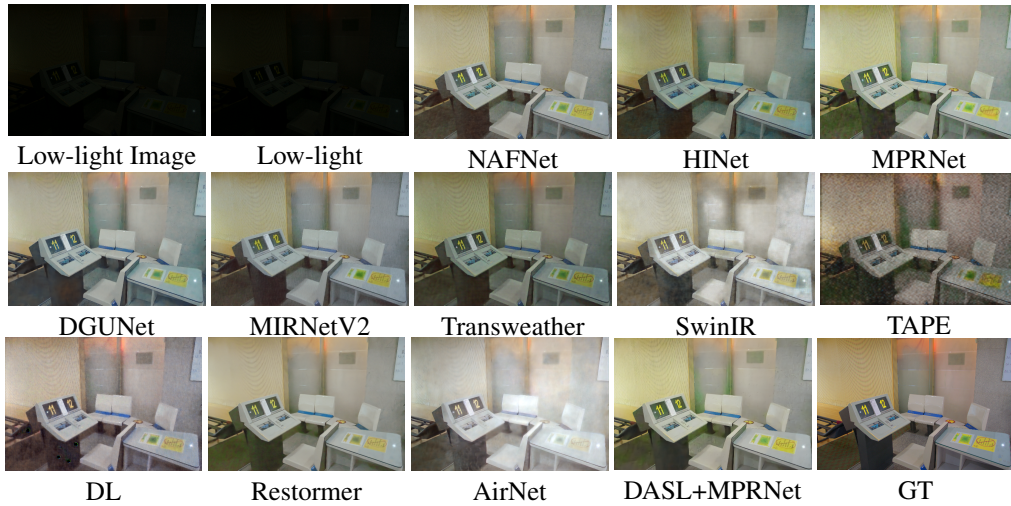 Low-light Image Low-light NAFNet HINet MPRNet
DGUNet MIRNetV2 Transweather SwinIR TAPE
DL Restormer AirNet DASL+MPRNet GT